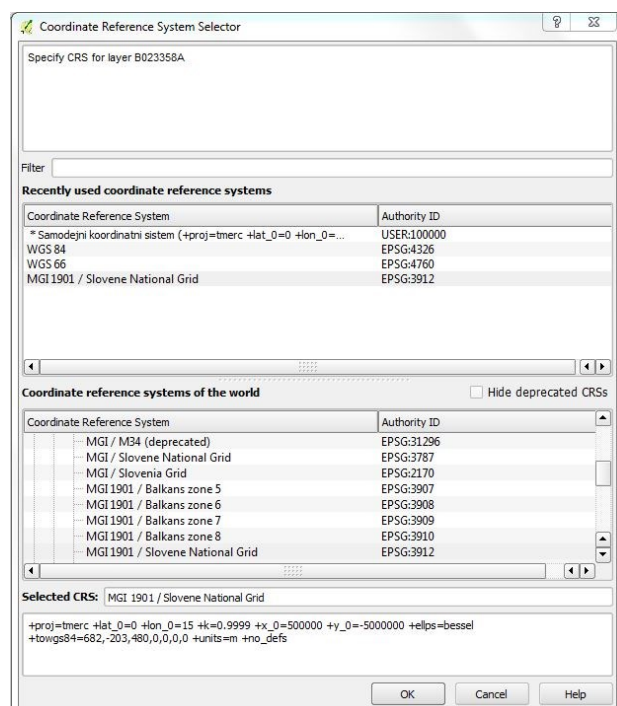 Coordinate Reference System Selector
Specify CRS for layer B023358A
Filter
Recently used coordinate reference systems
Coordinate Reference System Authority ID
* Samodejni koordinatni sistem (+proj=tmerc +lat_0=0 +lon_0=... USER:100000
WGS 84 EPSG:4326
WGS 66 EPSG:4760
MGI 1901 / Slovene National Grid EPSG:3912
Coordinate reference systems of the world Hide deprecated CRSs
Coordinate Reference System Authority ID
MGI / M34 (deprecated) EPSG:31296
MGI / Slovene National Grid EPSG:3787
MGI / Slovenia Grid EPSG:2170
MGI 1901 / Balkans zone 5 EPSG:3907
MGI 1901 / Balkans zone 6 EPSG:3908
MGI 1901 / Balkans zone 7 EPSG:3909
MGI 1901 / Balkans zone 8 EPSG:3910
MGI 1901 / Slovene National Grid EPSG:3912
Selected CRS: MGI 1901 / Slovene National Grid
+proj=tmerc +lat_0=0 +lon_0=15 +k=0.9999 +x_0=500000 +y_0=-5000000 +ellps=bessel
+towgs84=682,-203,480,0,0,0,0 +units=m +no_defs
OK Cancel Help